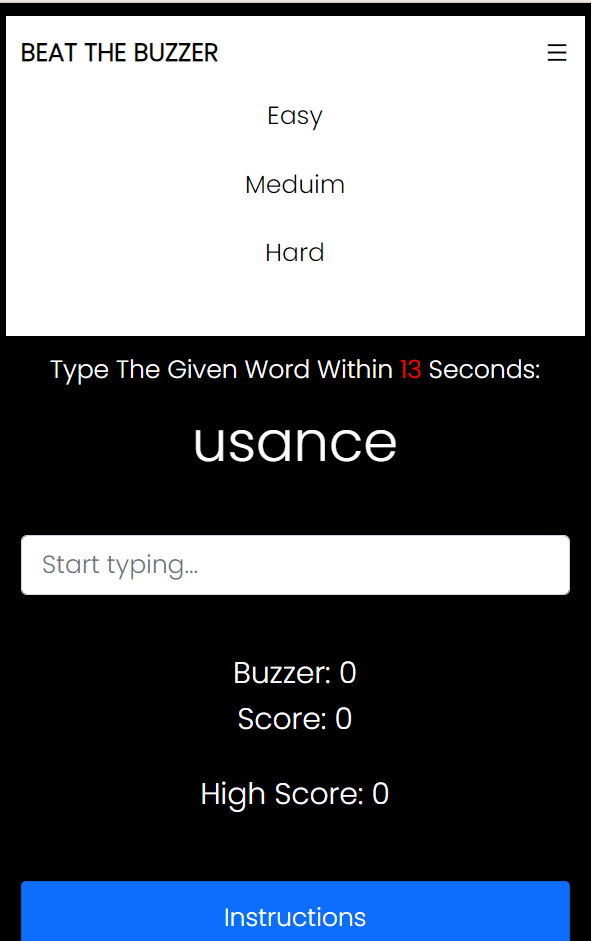 BEAT THE BUZZER
Easy
Meduim
Hard
Type The Given Word Within 13 Seconds:
usance
Start typing...
Buzzer: 0
Score: 0
High Score: 0
Instructions